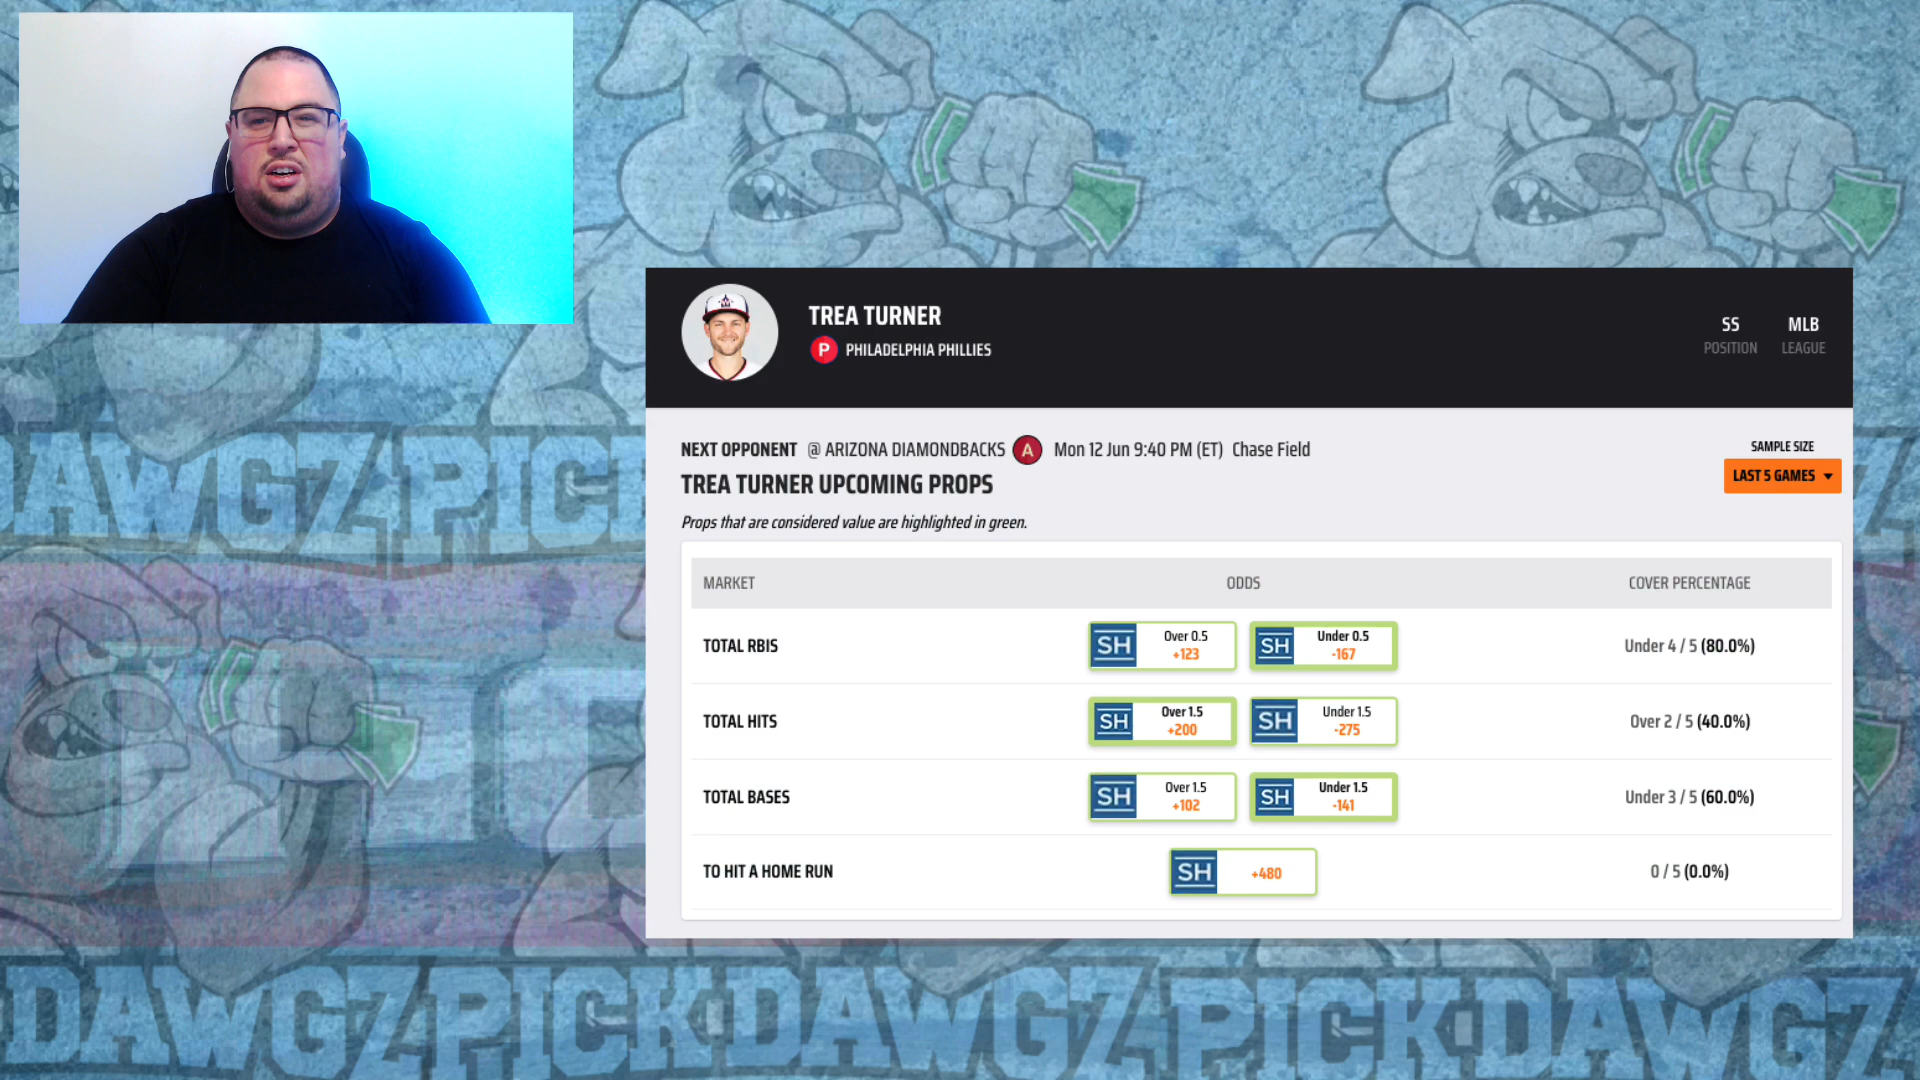 TREA TURNER
P PHILADELPHIA PHILLIES
SS MLB
POSITION LEAGUE
NEXT OPPONENT @ ARIZONA DIAMONDBACKS A Mon 12 Jun 9:40 PM (ET) Chase Field
SAMPLE SIZE
LAST 5 GAMES
TREA TURNER UPCOMING PROPS
Props that are considered value are highlighted in green.
MARKET ODDS COVER PERCENTAGE
TOTAL RBIS SH Over 0.5 +123 SH Under 0.5 -167 Under 4 / 5 (80.0%)
TOTAL HITS SH Over 1.5 +200 SH Under 1.5 -275 Over 2 / 5 (40.0%)
TOTAL BASES SH Over 1.5 +102 SH Under 1.5 -141 Under 3 / 5 (60.0%)
TO HIT A HOME RUN SH +480 0 / 5 (0.0%)
DAWGZ PICK
DAWGZ PICKDAWGZ PICKDAWGZ